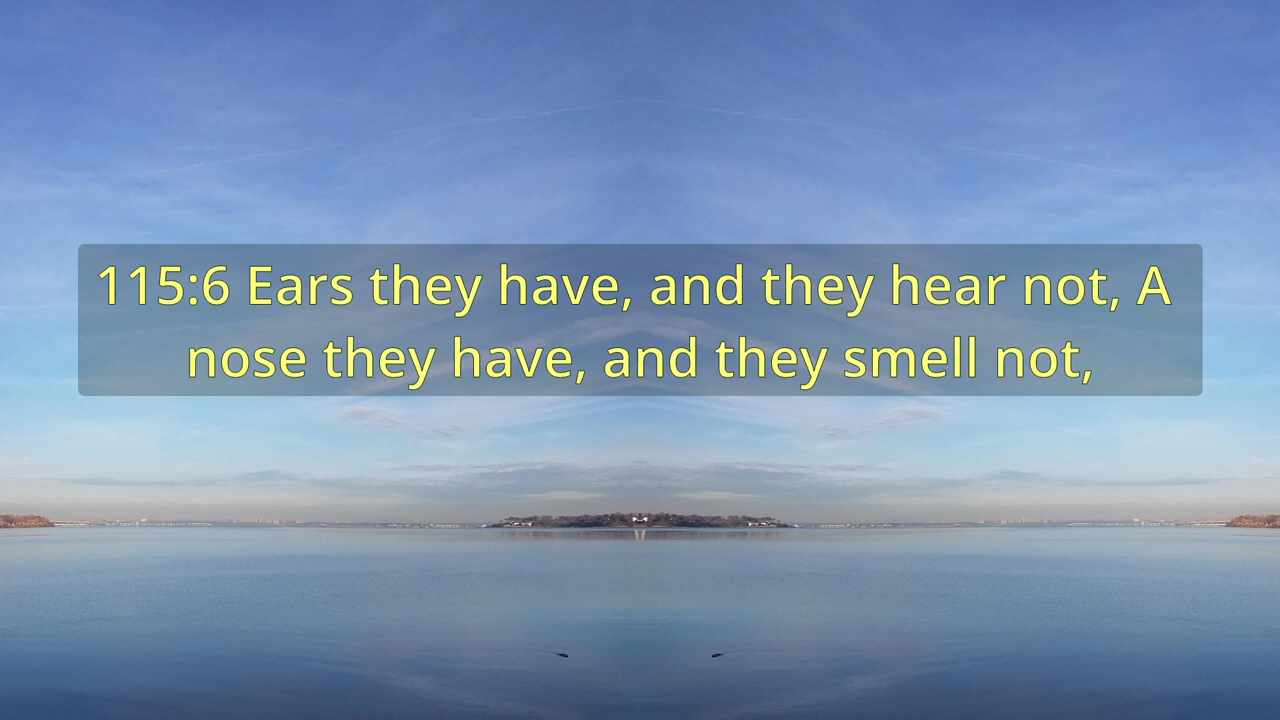 115:6 Ears they have, and they hear not, A
nose they have, and they smell not,